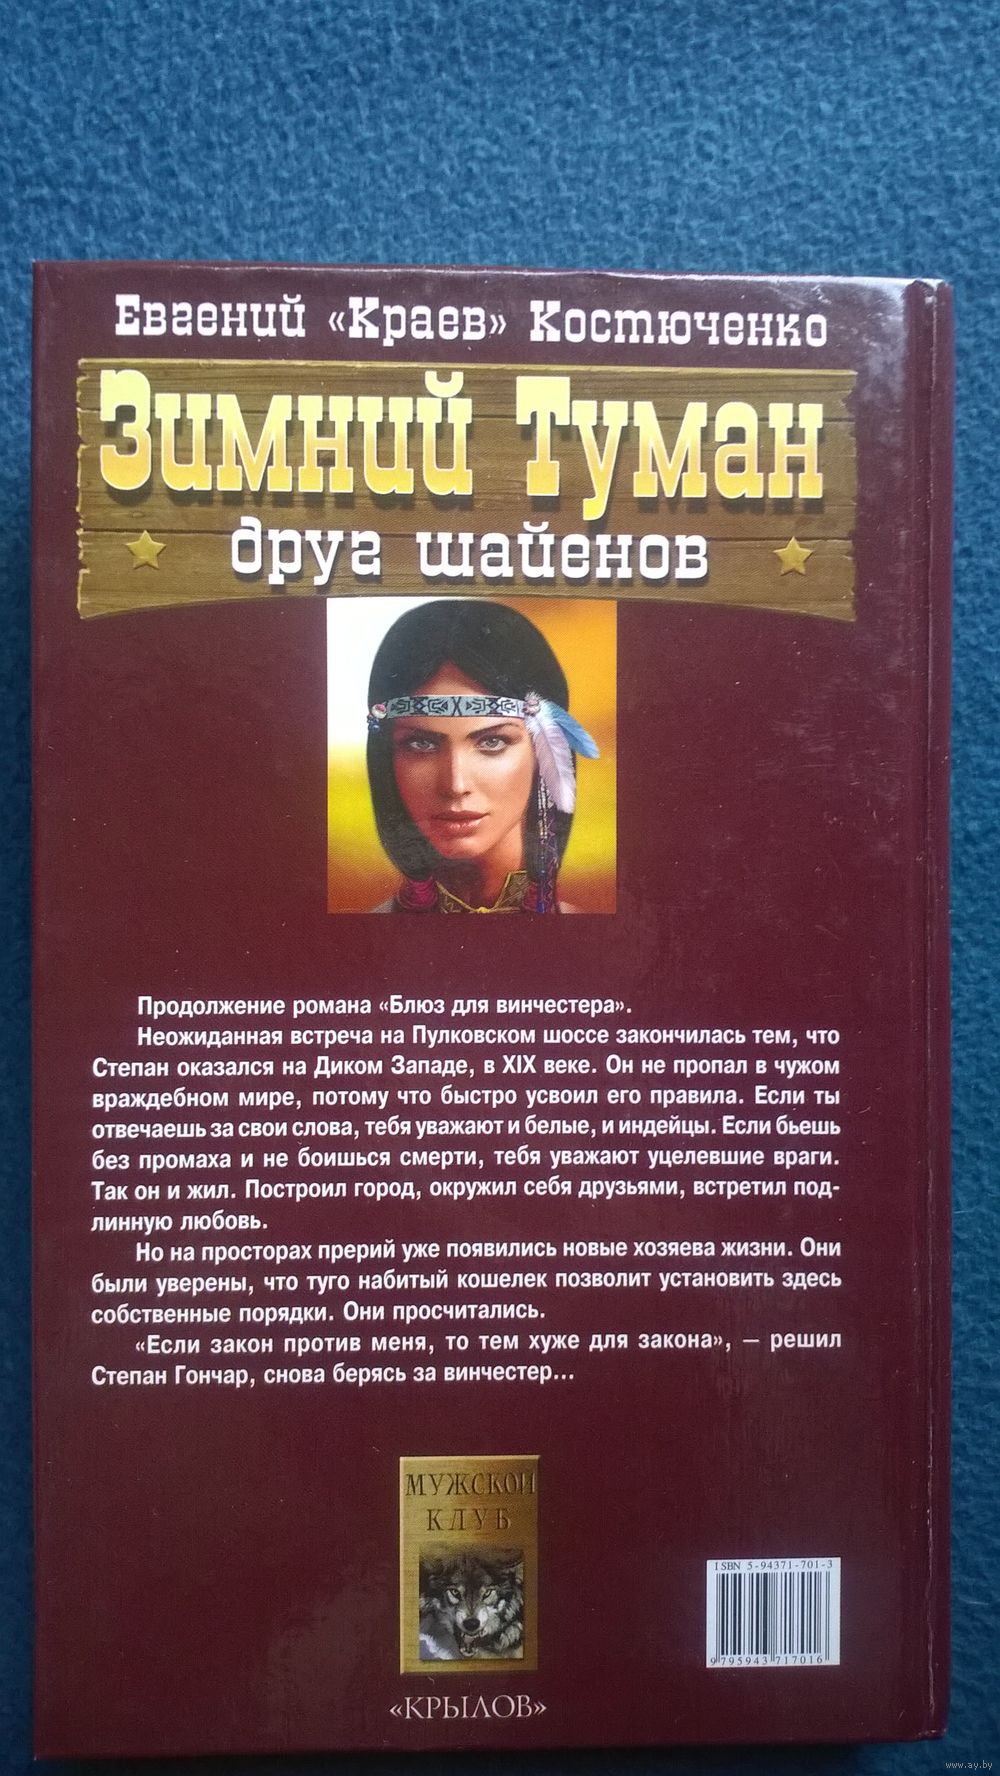 Евгений «Краев» Костюченко
Зимний Туман
друг шайенов
Продолжение романа «Блюз для винчестера».
Неожиданная встреча на Пулковском шоссе закончилась тем, что
Степан оказался на Диком Западе, в XIX веке. Он не пропал в чужом
враждебном мире, потому что быстро усвоил его правила. Если ты
отвечаешь за свои слова, тебя уважают и белые, и индейцы. Если бьешь
без промаха и не боишься смерти, тебя уважают уцелевшие враги.
Так он и жил. Построил город, окружил себя друзьями, встретил под-
линную любовь.
Но на просторах прерий уже появились новые хозяева жизни. Они
были уверены, что туго набитый кошелек позволит установить здесь
собственные порядки. Они просчитались.
«Если закон против меня, то тем хуже для закона», — решил
Степан Гончар, снова берясь за винчестер...
МУЖСКОЙ
КЛУБ
«КРЫЛОВ»
ISBN 5-94371-701-3
9 795943 717016
www.ay.by